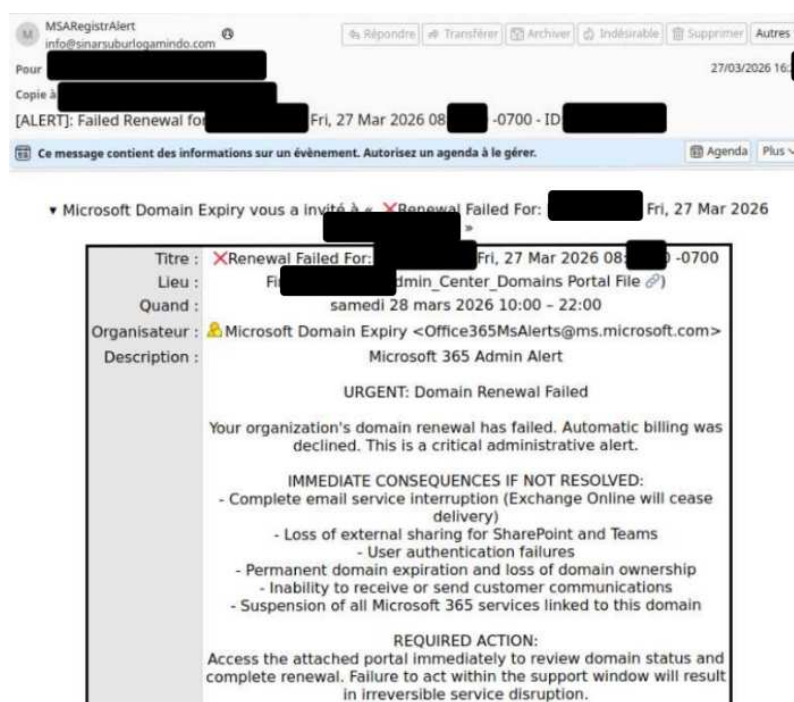 M
MSARegistrAlert
info@sinarsuburlogamindo.com
Répondre Transférer Archiver Indésirable Supprimer Autres
Pour
27/03/2026 16:
Copie à
[ALERT]: Failed Renewal for Fri, 27 Mar 2026 08 -0700 - ID
Ce message contient des informations sur un évènement. Autorisez un agenda à le gérer.
Agenda Plus
Microsoft Domain Expiry vous a invité à « ❌Renewal Failed For: Fri, 27 Mar 2026
»
Titre : ❌Renewal Failed For: Fri, 27 Mar 2026 08: -0700
Lieu : dmin_Center_Domains Portal File 🔗)
Quand : samedi 28 mars 2026 10:00 – 22:00
Organisateur : Microsoft Domain Expiry <Office365MsAlerts@ms.microsoft.com>
Description : Microsoft 365 Admin Alert
URGENT: Domain Renewal Failed
Your organization's domain renewal has failed. Automatic billing was
declined. This is a critical administrative alert.
IMMEDIATE CONSEQUENCES IF NOT RESOLVED:
- Complete email service interruption (Exchange Online will cease
delivery)
- Loss of external sharing for SharePoint and Teams
- User authentication failures
- Permanent domain expiration and loss of domain ownership
- Inability to receive or send customer communications
- Suspension of all Microsoft 365 services linked to this domain
REQUIRED ACTION:
Access the attached portal immediately to review domain status and
complete renewal. Failure to act within the support window will result
in irreversible service disruption.